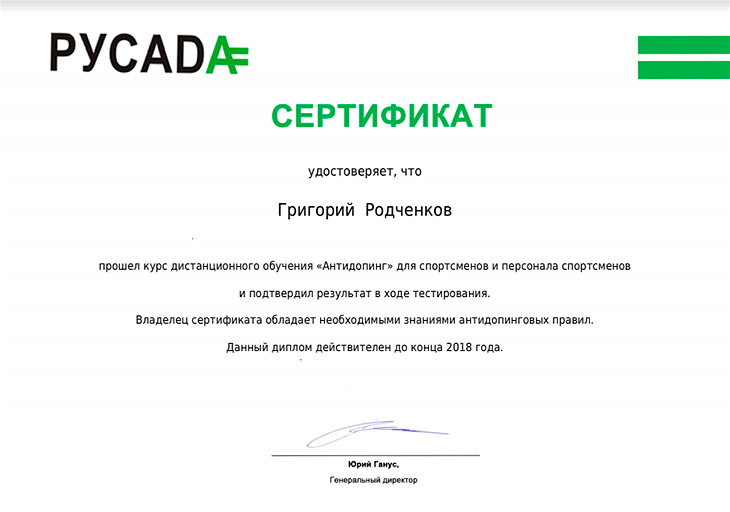 РУСАDA
СЕРТИФИКАТ
удостоверяет, что
Григорий Родченков
прошел курс дистанционного обучения «Антидопинг» для спортсменов и персонала спортсменов
и подтвердил результат в ходе тестирования.
Владелец сертификата обладает необходимыми знаниями антидопинговых правил.
Данный диплом действителен до конца 2018 года.
Юрий Ганус,
Генеральный директор